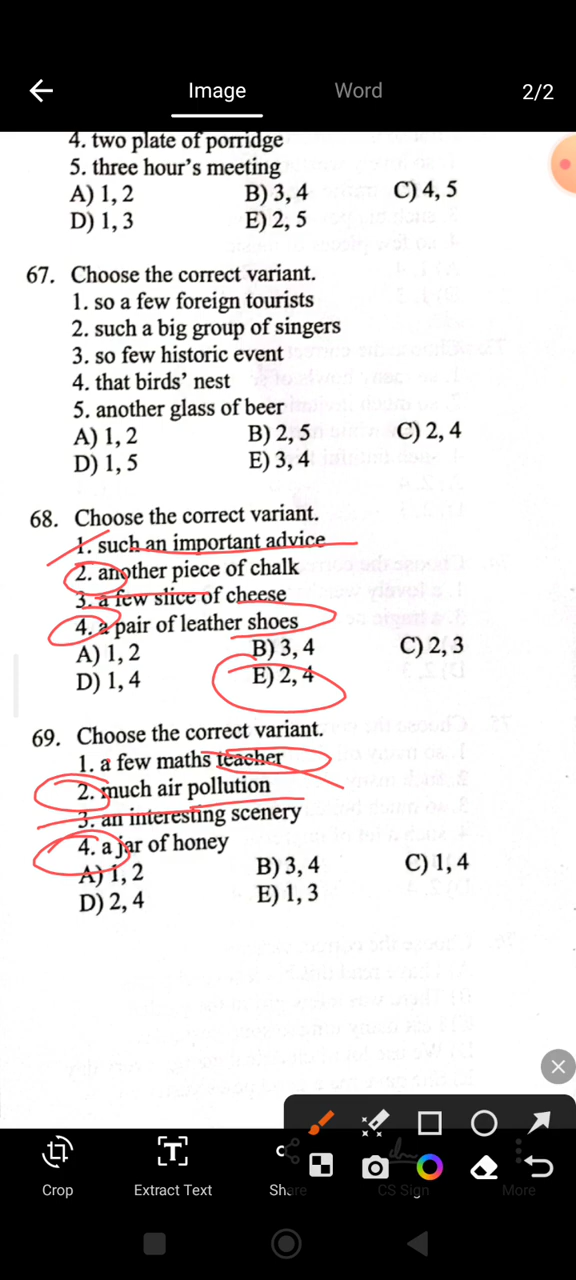 Image Word 2/2
4. two plate of porridge
5. three hour's meeting
A) 1, 2 B) 3, 4 C) 4, 5
D) 1, 3 E) 2, 5
67. Choose the correct variant.
1. so a few foreign tourists
2. such a big group of singers
3. so few historic event
4. that birds' nest
5. another glass of beer
A) 1, 2 B) 2, 5 C) 2, 4
D) 1, 5 E) 3, 4
68. Choose the correct variant.
1. such an important advice
2. another piece of chalk
3. a few slice of cheese
4. a pair of leather shoes
A) 1, 2 B) 3, 4 C) 2, 3
D) 1, 4 E) 2, 4
69. Choose the correct variant.
1. a few maths teacher
2. much air pollution
3. an interesting scenery
4. a jar of honey
A) 1, 2 B) 3, 4 C) 1, 4
D) 2, 4 E) 1, 3
Crop Extract Text Share CS Sign More